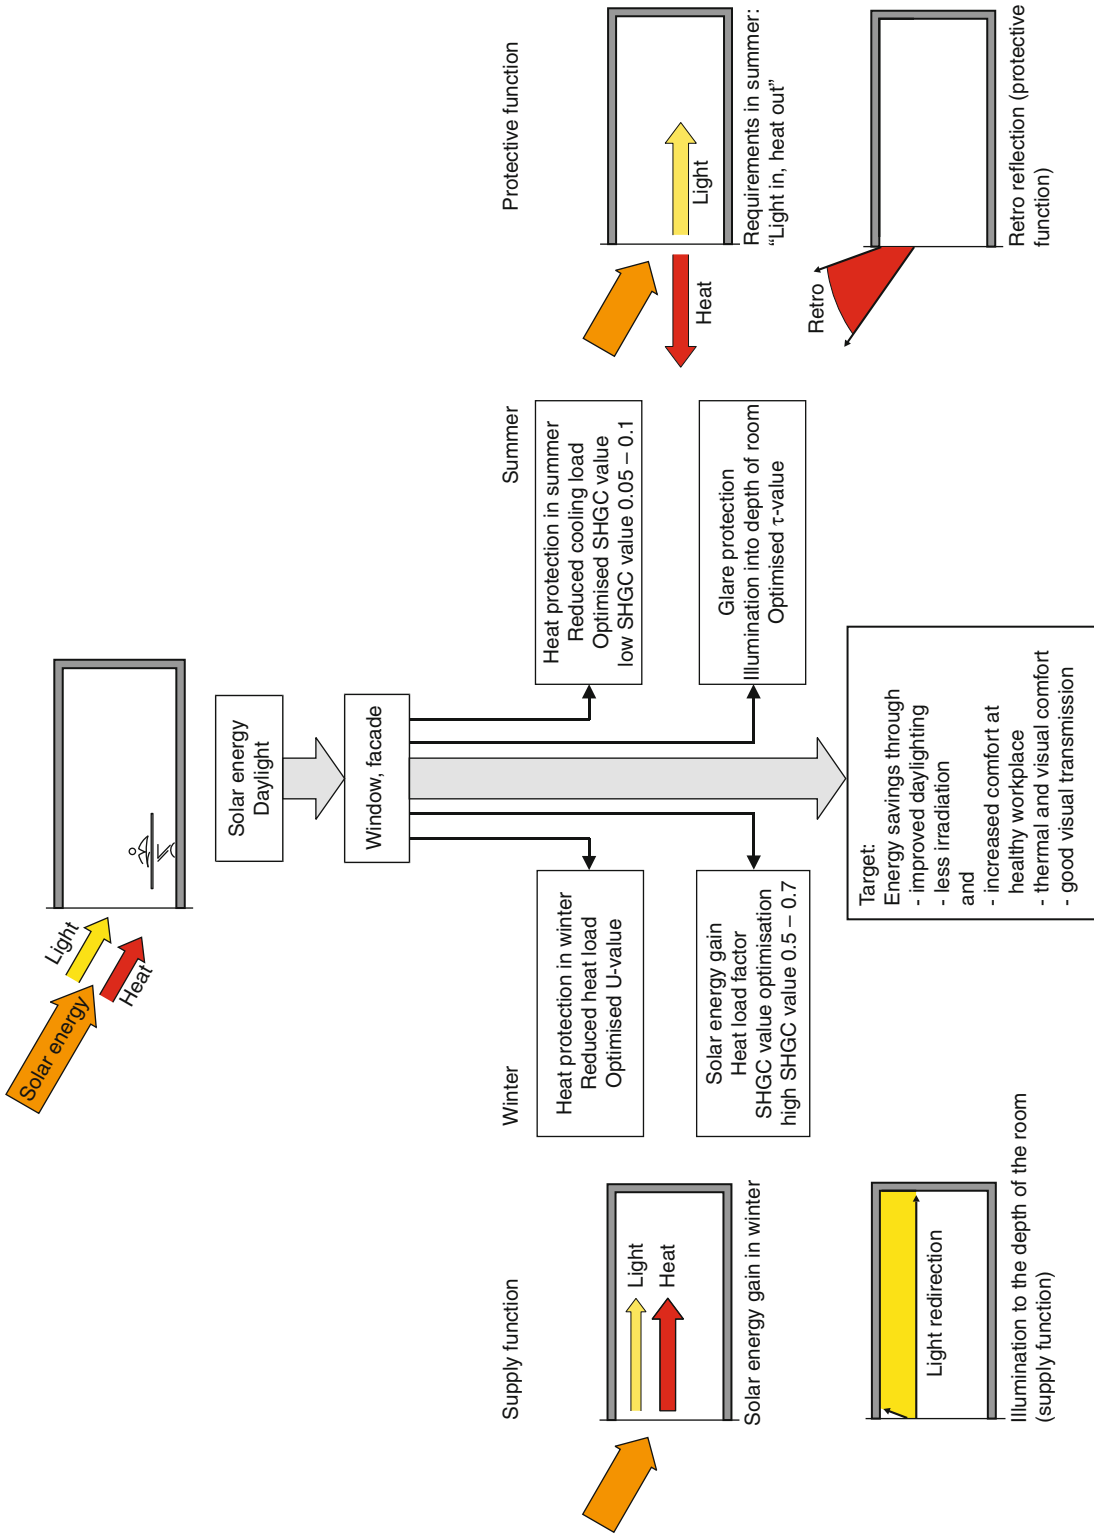 Solar energy
Light
Heat
Solar energy
Daylight
Window, facade
Supply function
Winter
Summer
Protective function
Light
Heat
Solar energy gain in winter
Heat protection in winter
Reduced heat load
Optimised U-value
Heat protection in summer
Reduced cooling load
Optimised SHGC value
low SHGC value 0.05 – 0.1
Heat
Light
Requirements in summer:
“Light in, heat out”
Solar energy gain
Heat load factor
SHGC value optimisation
high SHGC value 0.5 – 0.7
Glare protection
Illumination into depth of room
Optimised τ-value
Light redirection
Illumination to the depth of the room
(supply function)
Target:
Energy savings through
- improved daylighting
- less irradiation
and
- increased comfort at
healthy workplace
- thermal and visual comfort
- good visual transmission
Retro
Retro reflection (protective
function)